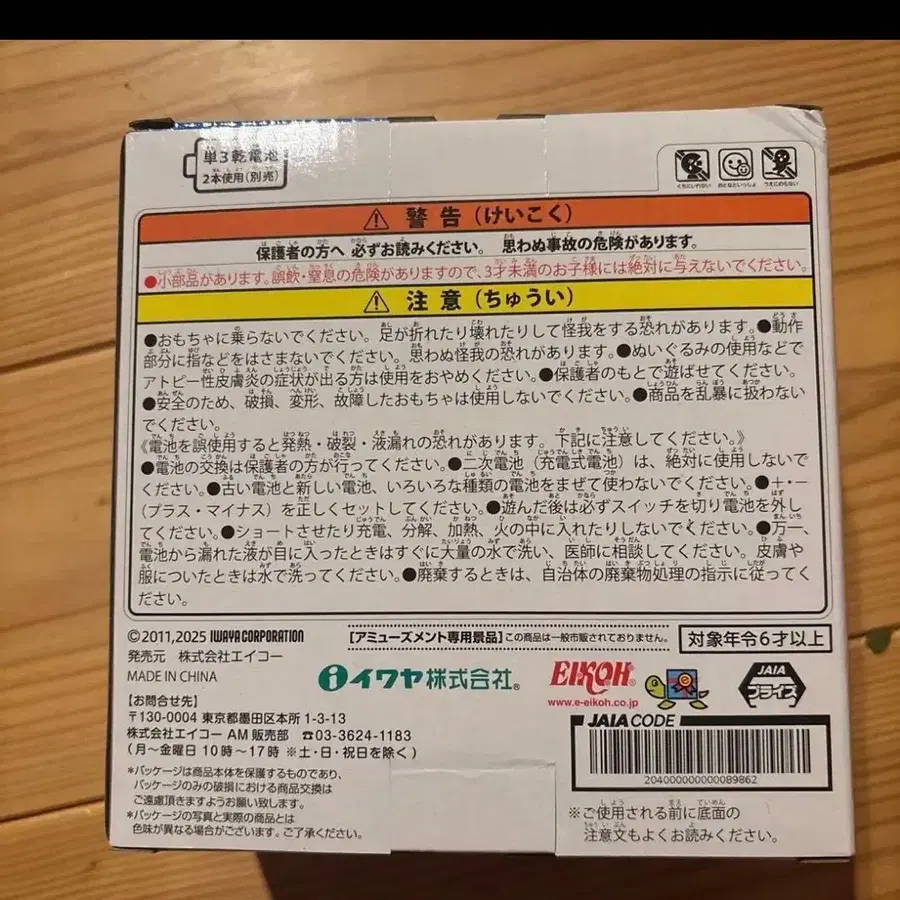 単3乾電池
2本使用(別売)
くちにいれない おとなといっしょ うえにのらない
⚠ 警告(けいこく)
保護者の方へ 必ずお読みください。 思わぬ事故の危険があります。
●小部品があります。誤飲・窒息の危険がありますので、3才未満のお子様には絶対に与えないでください。
⚠ 注意(ちゅうい)
●おもちゃに乗らないでください。足が折れたり壊れたりして怪我をする恐れがあります。●動作
部分に指などをはさまないでください。思わぬ怪我の恐れがあります。●ぬいぐるみの使用などで
アトピー性皮膚炎の症状が出る方は使用をおやめください。●保護者のもとで遊ばせてください。
●安全のため、破損、変形、故障したおもちゃは使用しないでください。●商品を乱暴に扱わない
でください。
《電池を誤使用すると発熱・破裂・液漏れの恐れがあります。下記に注意してください。》
●電池の交換は保護者の方が行ってください。●二次電池(充電式電池)は、絶対に使用しないで
ください。●古い電池と新しい電池、いろいろな種類の電池をまぜて使わないでください。●+・-
(プラス・マイナス)を正しくセットしてください。●遊んだ後は必ずスイッチを切り電池を外し
てください。●ショートさせたり充電、分解、加熱、火の中に入れたりしないでください。●万一、
電池から漏れた液が目に入ったときはすぐに大量の水で洗い、医師に相談してください。皮膚や
服についたときは水で洗ってください。●廃棄するときは、自治体の廃棄物処理の指示に従ってく
ださい。
©2011,2025 IWAYA CORPORATION
発売元 株式会社エイコー
MADE IN CHINA
【アミューズメント専用景品】この商品は一般市販されておりません。
対象年令6才以上
イワヤ株式会社®
EIKOH®
www.e-eikoh.co.jp
JAIA
プライズ
【お問合せ先】
〒130-0004 東京都墨田区本所1-3-13
株式会社エイコー AM販売部 ☎03-3624-1183
(月~金曜日 10時~17時 ※土・日・祝日を除く)
JAIA CODE
204000000000089862
*パッケージは商品本体を保護するものであり、
パッケージのみの破損における商品交換は
ご遠慮頂きますようお願い致します。
*パッケージの写真と実際の商品とは
色味が異なる場合がございます。ご了承ください。
※ご使用される前に底面の
注意文もよくお読みください。